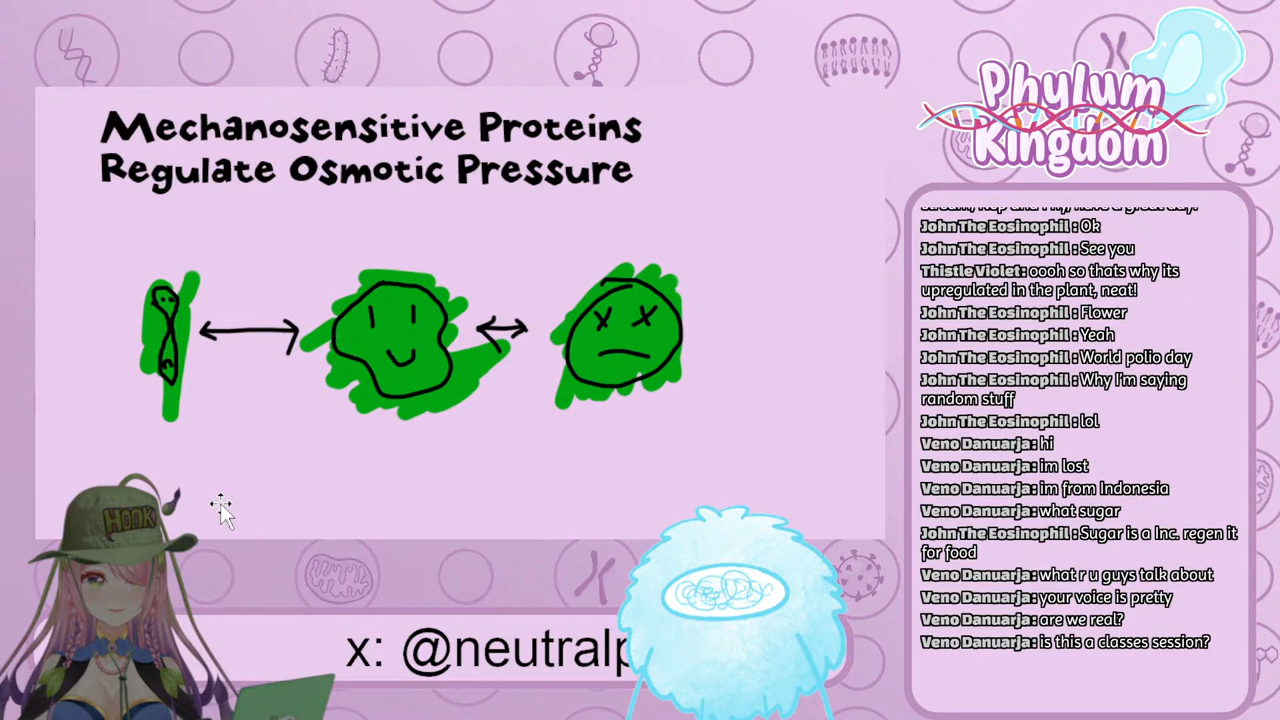 Mechanosensitive Proteins
Regulate Osmotic Pressure
HONK
x: @neutralp
Phylum
Kingdom
John The Eosinophil : Ok
John The Eosinophil : See you
Thistle Violet : oooh so thats why its
upregulated in the plant, neat!
John The Eosinophil : Flower
John The Eosinophil : Yeah
John The Eosinophil : World polio day
John The Eosinophil : Why I'm saying
random stuff
John The Eosinophil : lol
Veno Danuarja : hi
Veno Danuarja : im lost
Veno Danuarja : im from Indonesia
Veno Danuarja : what sugar
John The Eosinophil : Sugar is a Inc. regen it
for food
Veno Danuarja : what r u guys talk about
Veno Danuarja : your voice is pretty
Veno Danuarja : are we real?
Veno Danuarja : is this a classes session?